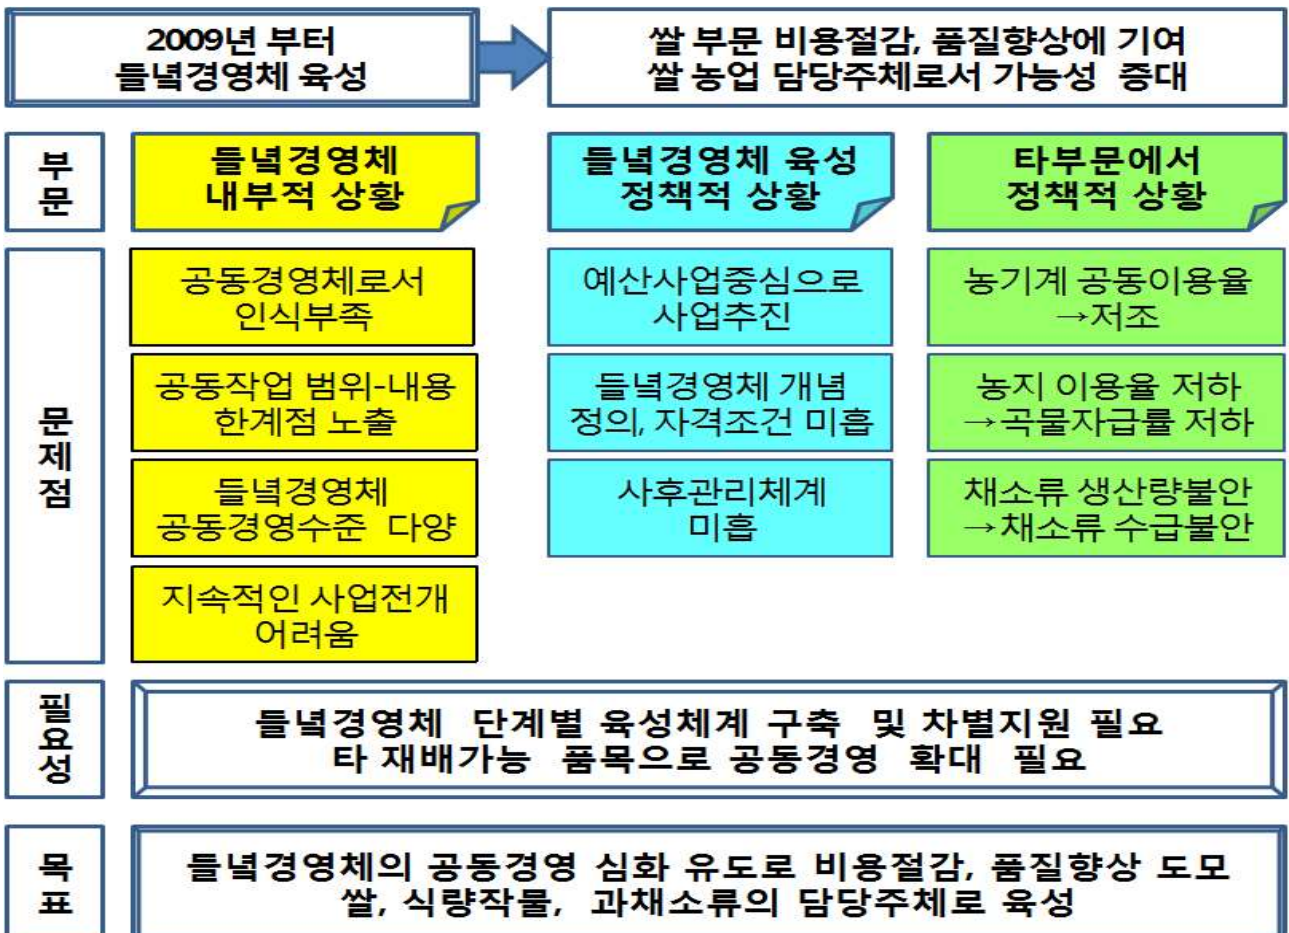 2009년 부터
들녘경영체 육성
쌀 부문 비용절감, 품질향상에 기여
쌀 농업 담당주체로서 가능성 증대
부
문
들녘경영체
내부적 상황
들녘경영체 육성
정책적 상황
타부문에서
정책적 상황
문
제
점
공동경영체로서
인식부족
공동작업 범위-내용
한계점 노출
들녘경영체
공동경영수준 다양
지속적인 사업전개
어려움
예산사업중심으로
사업추진
들녘경영체 개념
정의, 자격조건 미흡
사후관리체계
미흡
농기계 공동이용율
→저조
농지 이용율 저하
→곡물자급률 저하
채소류 생산량불안
→채소류 수급불안
필
요
성
들녘경영체 단계별 육성체계 구축 및 차별지원 필요
타 재배가능 품목으로 공동경영 확대 필요
목
표
들녘경영체의 공동경영 심화 유도로 비용절감, 품질향상 도모
쌀, 식량작물, 과채소류의 담당주체로 육성